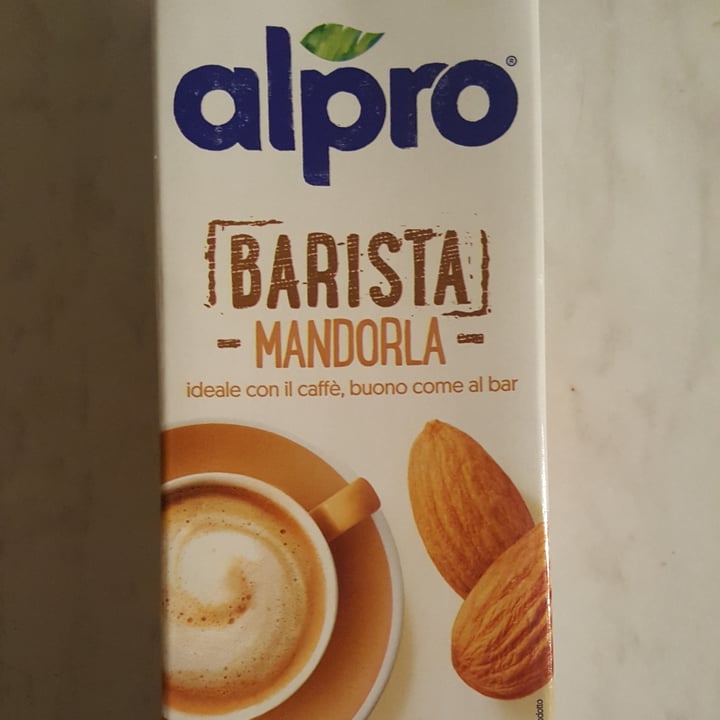 alpro®
BARISTA
- MANDORLA -
ideale con il caffè, buono come al bar